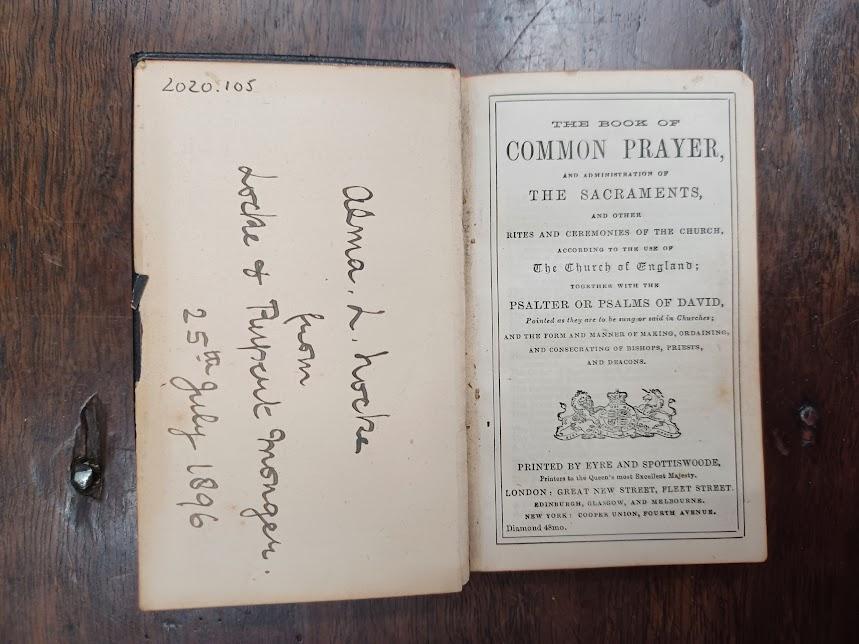 2020.105
Alma. L. Locke
from
Locke & Rupert Monger.
25th July 1896
THE BOOK OF
COMMON PRAYER,
AND ADMINISTRATION OF
THE SACRAMENTS,
AND OTHER
RITES AND CEREMONIES OF THE CHURCH,
ACCORDING TO THE USE OF
The Church of England;
TOGETHER WITH THE
PSALTER OR PSALMS OF DAVID,
Pointed as they are to be sung or said in Churches;
AND THE FORM AND MANNER OF MAKING, ORDAINING,
AND CONSECRATING OF BISHOPS, PRIESTS,
AND DEACONS.
PRINTED BY EYRE AND SPOTTISWOODE,
Printers to the Queen's most Excellent Majesty.
LONDON: GREAT NEW STREET, FLEET STREET.
EDINBURGH, GLASGOW, AND MELBOURNE.
NEW YORK: COOPER UNION, FOURTH AVENUE.
Diamond 48mo.